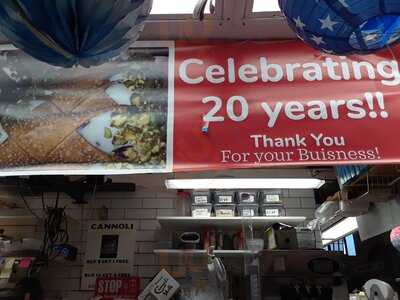 Celebrating
20 years!!
Thank You
For your Buisness!
CANNOLI
STOP